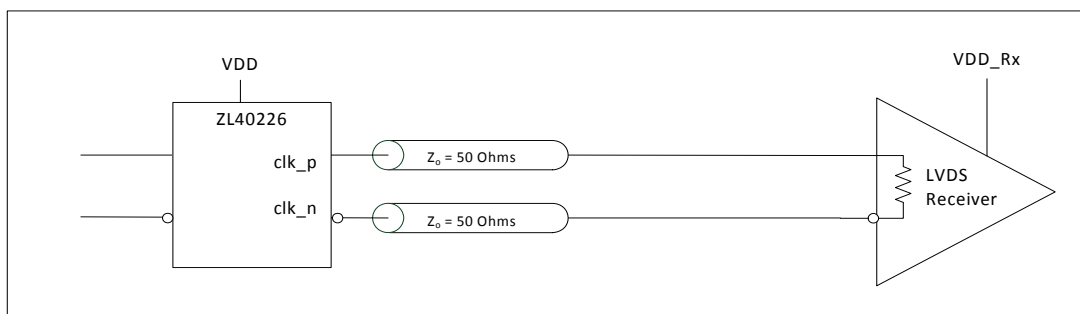 VDD
ZL40226
clk_p
clk_n
Zo = 50 Ohms
Zo = 50 Ohms
VDD_Rx
LVDS
Receiver